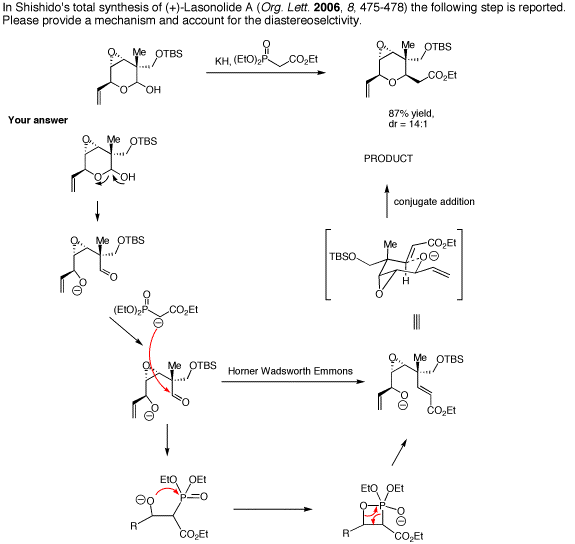 In Shishido's total synthesis of (+)-Lasonolide A (Org. Lett. 2006, 8, 475-478) the following step is reported.
Please provide a mechanism and account for the diastereoselctivity.
O
Me
OTBS
O
OH
KH, (EtO)₂P
O
CO₂Et
O
Me
OTBS
O
CO₂Et
87% yield,
dr = 14:1
PRODUCT
Your answer
O
Me
OTBS
O
OH
conjugate addition
O
Me
OTBS
O
⊖
O
TBSO
Me
CO₂Et
O
⊖
H
O
(EtO)₂P
O
CO₂Et
⊖
O
Me
OTBS
O
⊖
O
Horner Wadsworth Emmons
O
Me
OTBS
O
⊖
CO₂Et
EtO OEt
⊖
O
P
O
R
CO₂Et
EtO OEt
O
P
O
⊖
R
CO₂Et